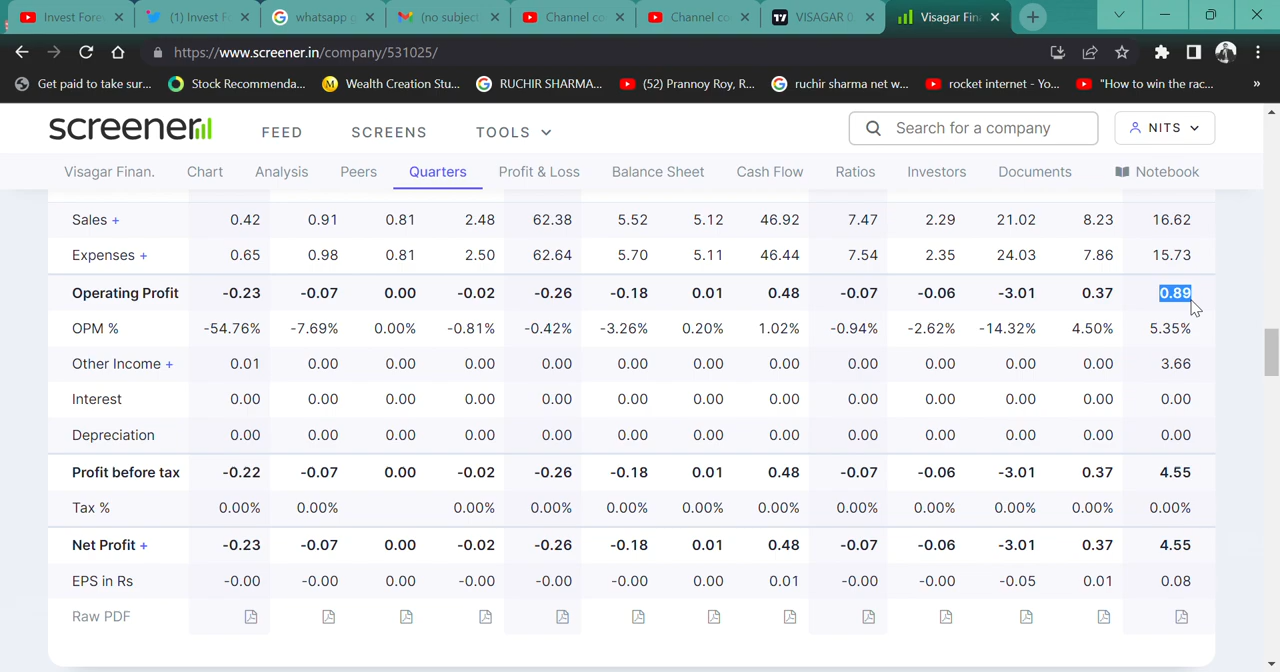 Invest Fore
(1) Invest F
whatsapp g
(no subject
Channel co
Channel co
VISAGAR 0.
Visagar Fin
https://www.screener.in/company/531025/
Get paid to take sur... Stock Recommenda... Wealth Creation Stu... RUCHIR SHARMA... (52) Prannoy Roy, R... ruchir sharma net w... rocket internet - Yo... "How to win the rac... »
screener FEED SCREENS TOOLS Search for a company NITS
Visagar Finan. Chart Analysis Peers Quarters Profit & Loss Balance Sheet Cash Flow Ratios Investors Documents Notebook
Sales + 0.42 0.91 0.81 2.48 62.38 5.52 5.12 46.92 7.47 2.29 21.02 8.23 16.62
Expenses + 0.65 0.98 0.81 2.50 62.64 5.70 5.11 46.44 7.54 2.35 24.03 7.86 15.73
Operating Profit -0.23 -0.07 0.00 -0.02 -0.26 -0.18 0.01 0.48 -0.07 -0.06 -3.01 0.37 0.89
OPM % -54.76% -7.69% 0.00% -0.81% -0.42% -3.26% 0.20% 1.02% -0.94% -2.62% -14.32% 4.50% 5.35%
Other Income + 0.01 0.00 0.00 0.00 0.00 0.00 0.00 0.00 0.00 0.00 0.00 0.00 3.66
Interest 0.00 0.00 0.00 0.00 0.00 0.00 0.00 0.00 0.00 0.00 0.00 0.00 0.00
Depreciation 0.00 0.00 0.00 0.00 0.00 0.00 0.00 0.00 0.00 0.00 0.00 0.00 0.00
Profit before tax -0.22 -0.07 0.00 -0.02 -0.26 -0.18 0.01 0.48 -0.07 -0.06 -3.01 0.37 4.55
Tax % 0.00% 0.00% 0.00% 0.00% 0.00% 0.00% 0.00% 0.00% 0.00% 0.00% 0.00% 0.00%
Net Profit + -0.23 -0.07 0.00 -0.02 -0.26 -0.18 0.01 0.48 -0.07 -0.06 -3.01 0.37 4.55
EPS in Rs -0.00 -0.00 0.00 -0.00 -0.00 -0.00 0.00 0.01 -0.00 -0.00 -0.05 0.01 0.08
Raw PDF